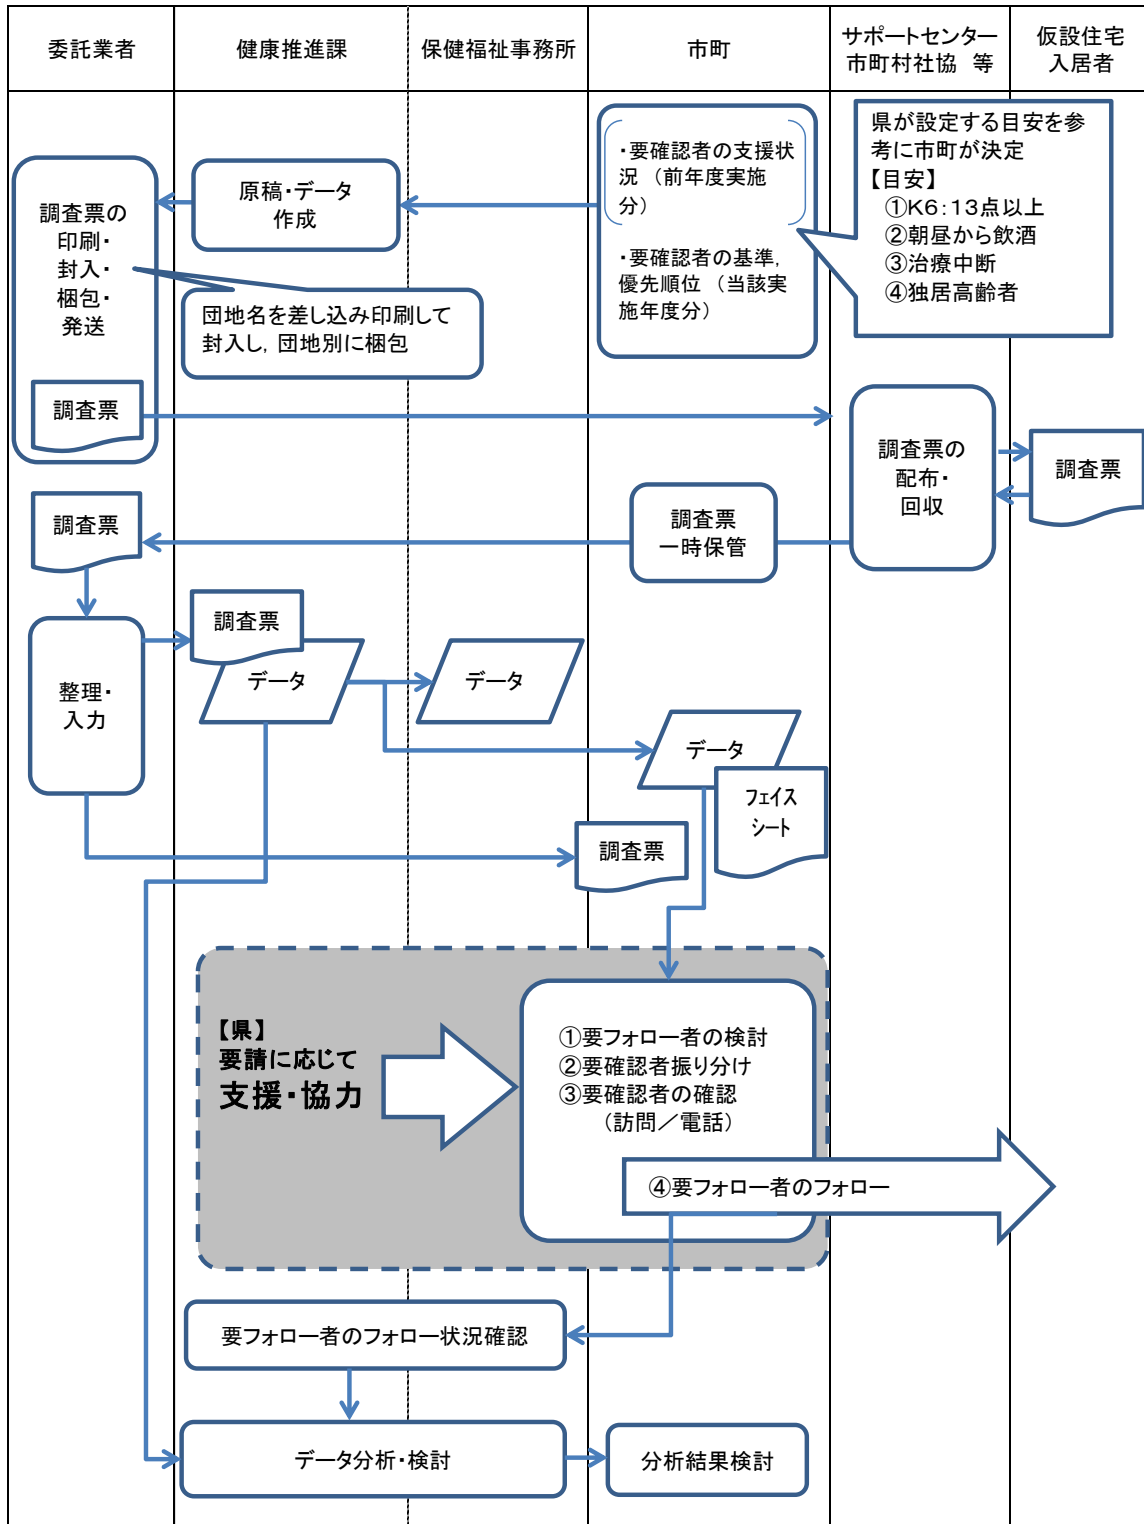 委託業者
健康推進課
保健福祉事務所
市町
サポートセンター
市町村社協　等
仮設住宅
入居者
調査票の
印刷・
封入・
梱包・
発送
調査票
原稿・データ
作成
団地名を差し込み印刷して
封入し，団地別に梱包
・要確認者の支援状
況　（前年度実施
分）
・要確認者の基準，
優先順位　（当該実
施年度分）
県が設定する目安を参
考に市町が決定
【目安】
①Ｋ６：１３点以上
②朝昼から飲酒
③治療中断
④独居高齢者
調査票の
配布・
回収
調査票
調査票
一時保管
調査票
整理・
入力
調査票
データ
データ
データ
フェイス
シート
調査票
【県】
要請に応じて
支援・協力
①要フォロー者の検討
②要確認者振り分け
③要確認者の確認
（訪問／電話）
④要フォロー者のフォロー
要フォロー者のフォロー状況確認
データ分析・検討
分析結果検討